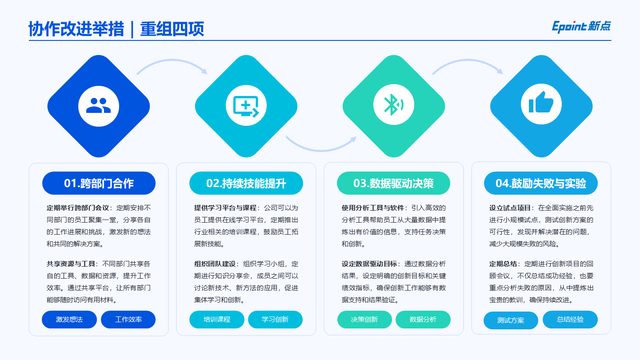 协作改进举措｜重组四项
Epoint 新点
01.跨部门合作
定期举行跨部门会议：定期安排不
同部门的员工聚集一堂，分享各自
的工作进展和挑战，激发新的想法
和共同的解决方案。
共享资源与工具：不同部门共享各
自的工具、数据和资源，提升工作
效率。通过共享平台，让所有部门
能够随时访问有用材料。
激发想法
工作效率
02.持续技能提升
提供学习平台与课程：公司可以为
员工提供在线学习平台，定期推出
行业相关的培训课程，鼓励员工拓
展新技能。
组织团队建设：组织学习小组，定
期进行知识分享会，成员之间可以
讨论新技术、新方法的应用，促进
集体学习和创新。
培训课程
学习创新
03.数据驱动决策
使用分析工具与软件：引入高效的
分析工具帮助员工从大量数据中提
炼出有价值的信息，支持任务决策
和创新。
设定数据驱动目标：通过数据分析
结果，设定明确的创新目标和关键
绩效指标，确保创新工作能够有数
据支持和结果验证。
决策创新
数据分析
04.鼓励失败与实验
设立试点项目：在全面实施之前先
进行小规模试点，测试创新方案的
可行性，发现并解决潜在的问题，
减少大规模失败的风险。
定期总结：定期进行创新项目的回
顾会议，不仅总结成功经验，也要
重点分析失败的原因，从中提炼出
宝贵的教训，确保持续改进。
测试方案
总结经验